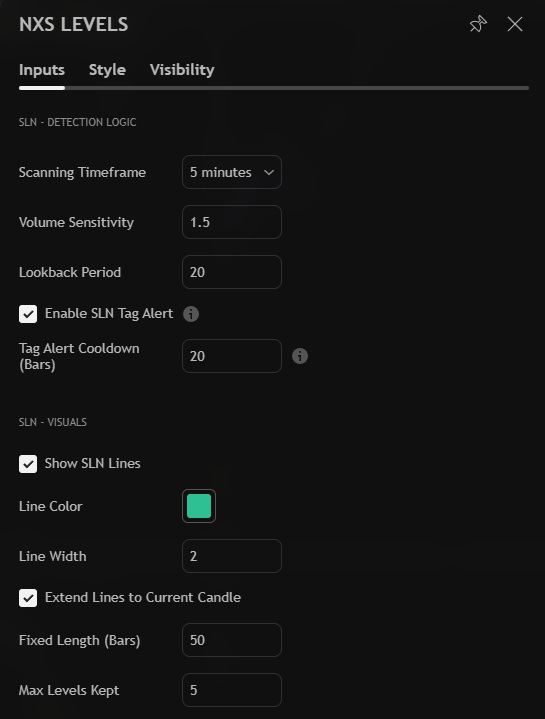 NXS LEVELS
Inputs Style Visibility
SLN - DETECTION LOGIC
Scanning Timeframe 5 minutes
Volume Sensitivity 1.5
Lookback Period 20
Enable SLN Tag Alert
Tag Alert Cooldown
(Bars) 20
SLN - VISUALS
Show SLN Lines
Line Color
Line Width 2
Extend Lines to Current Candle
Fixed Length (Bars) 50
Max Levels Kept 5